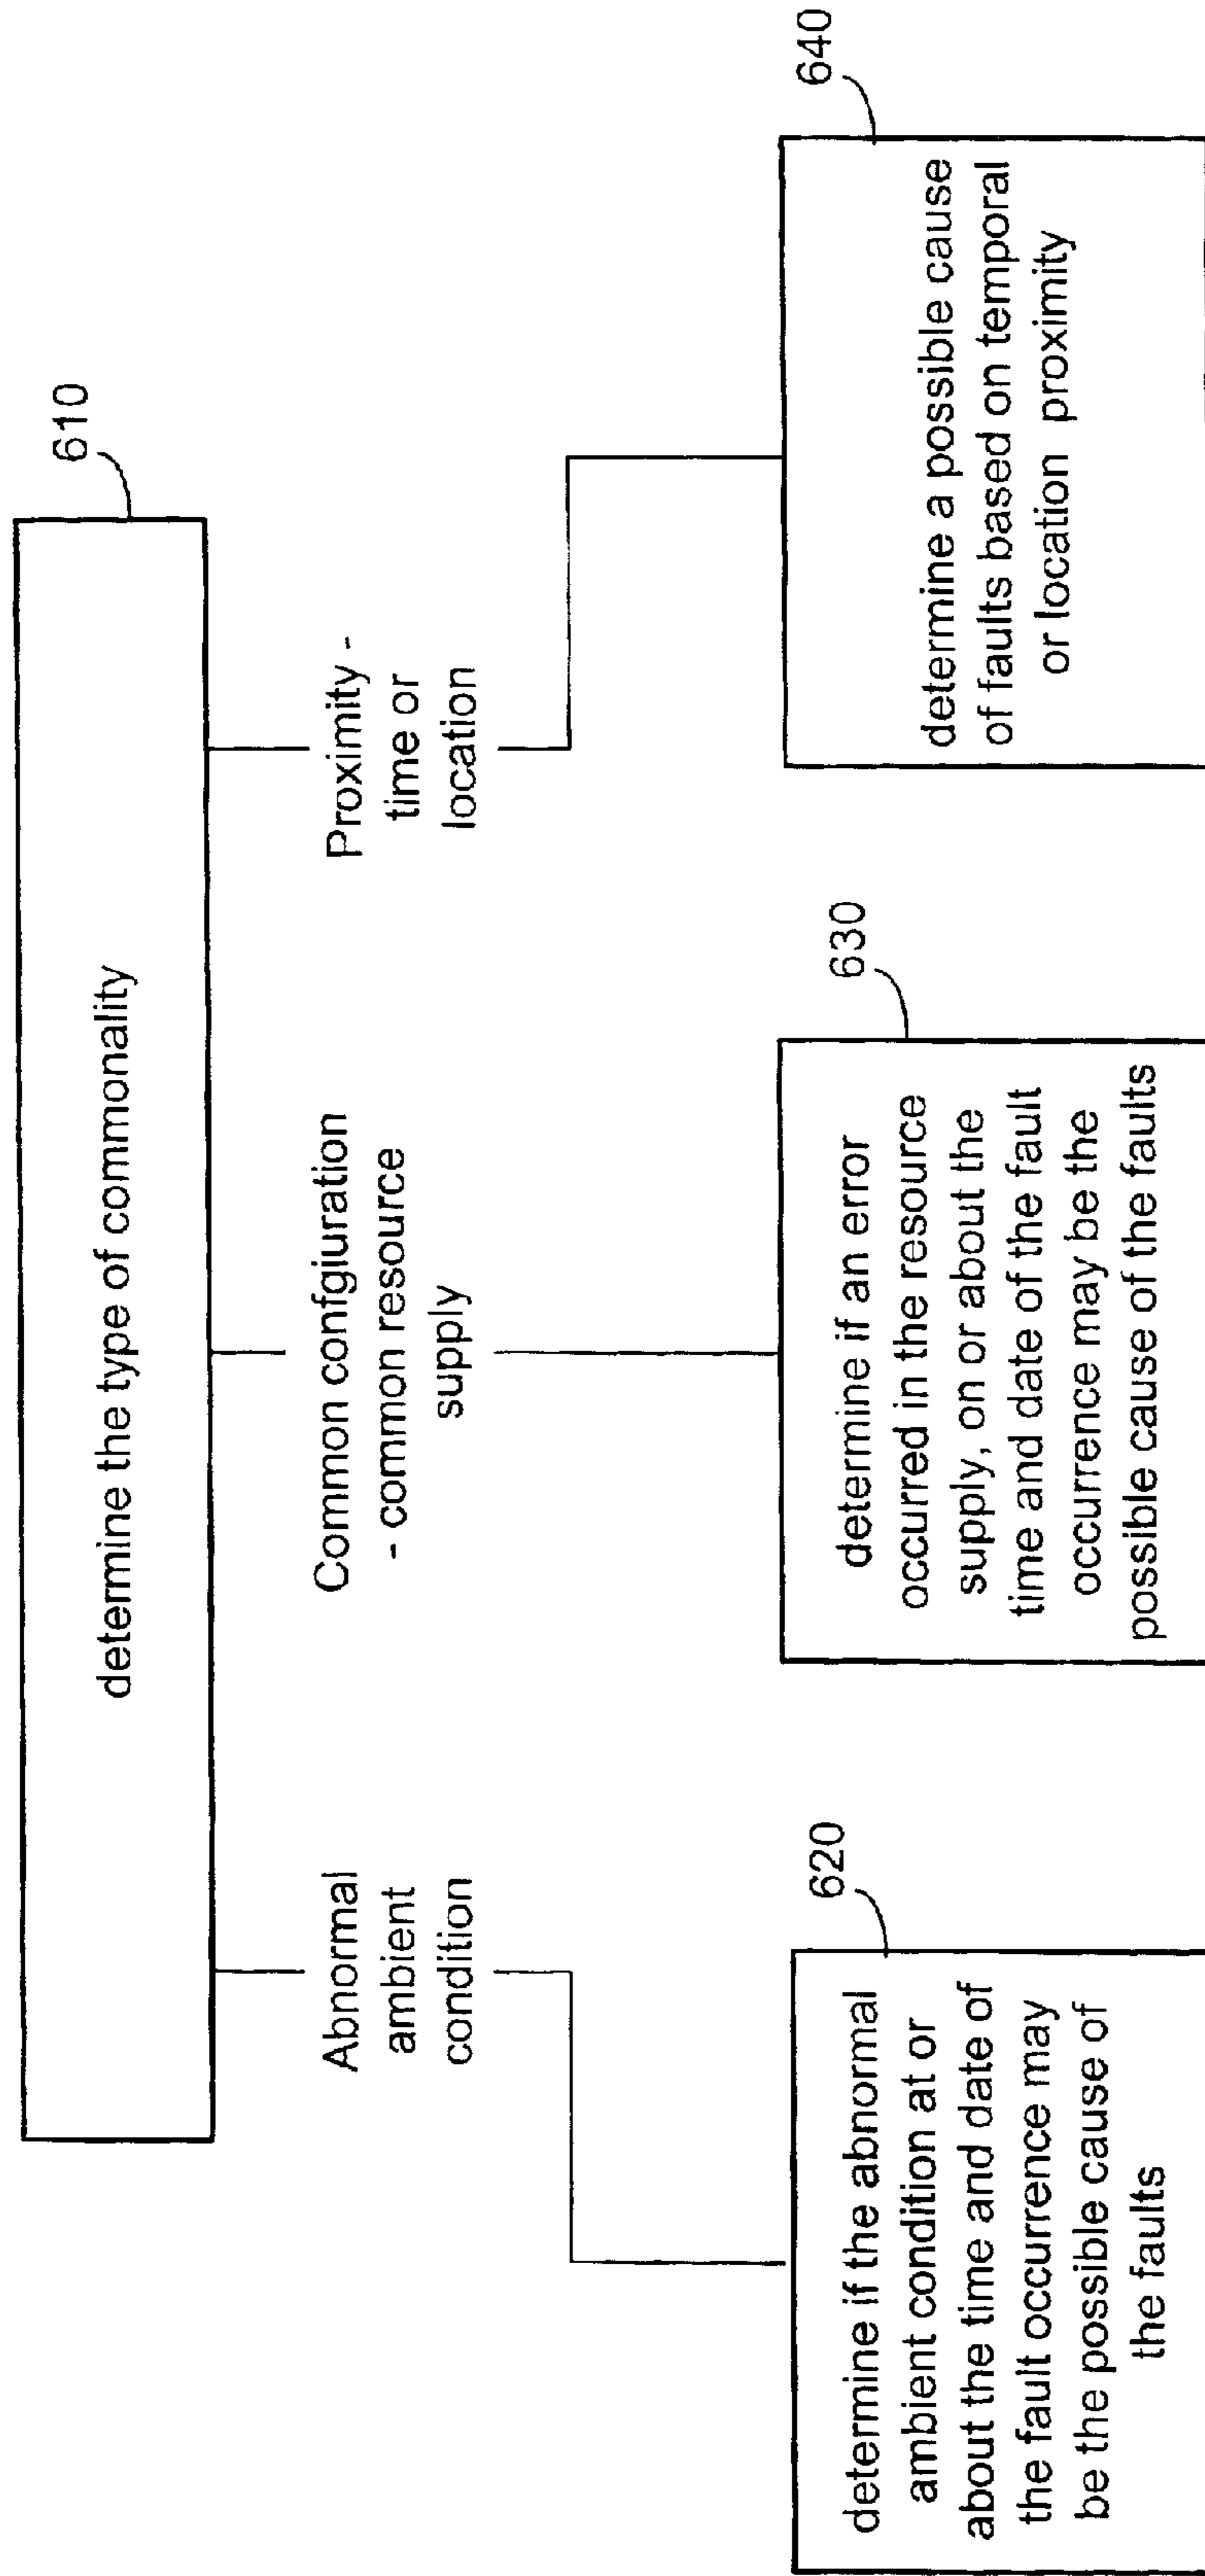 610
determine the type of commonality
Abnormal
ambient
condition
Common confgiuration
- common resource
supply
Proximity -
time or
location
620
determine if the abnormal
ambient condition at or
about the time and date of
the fault occurrence may
be the possible cause of
the faults
630
determine if an error
occurred in the resource
supply, on or about the
time and date of the fault
occurrence may be the
possible cause of the faults
640
determine a possible cause
of faults based on temporal
or location proximity